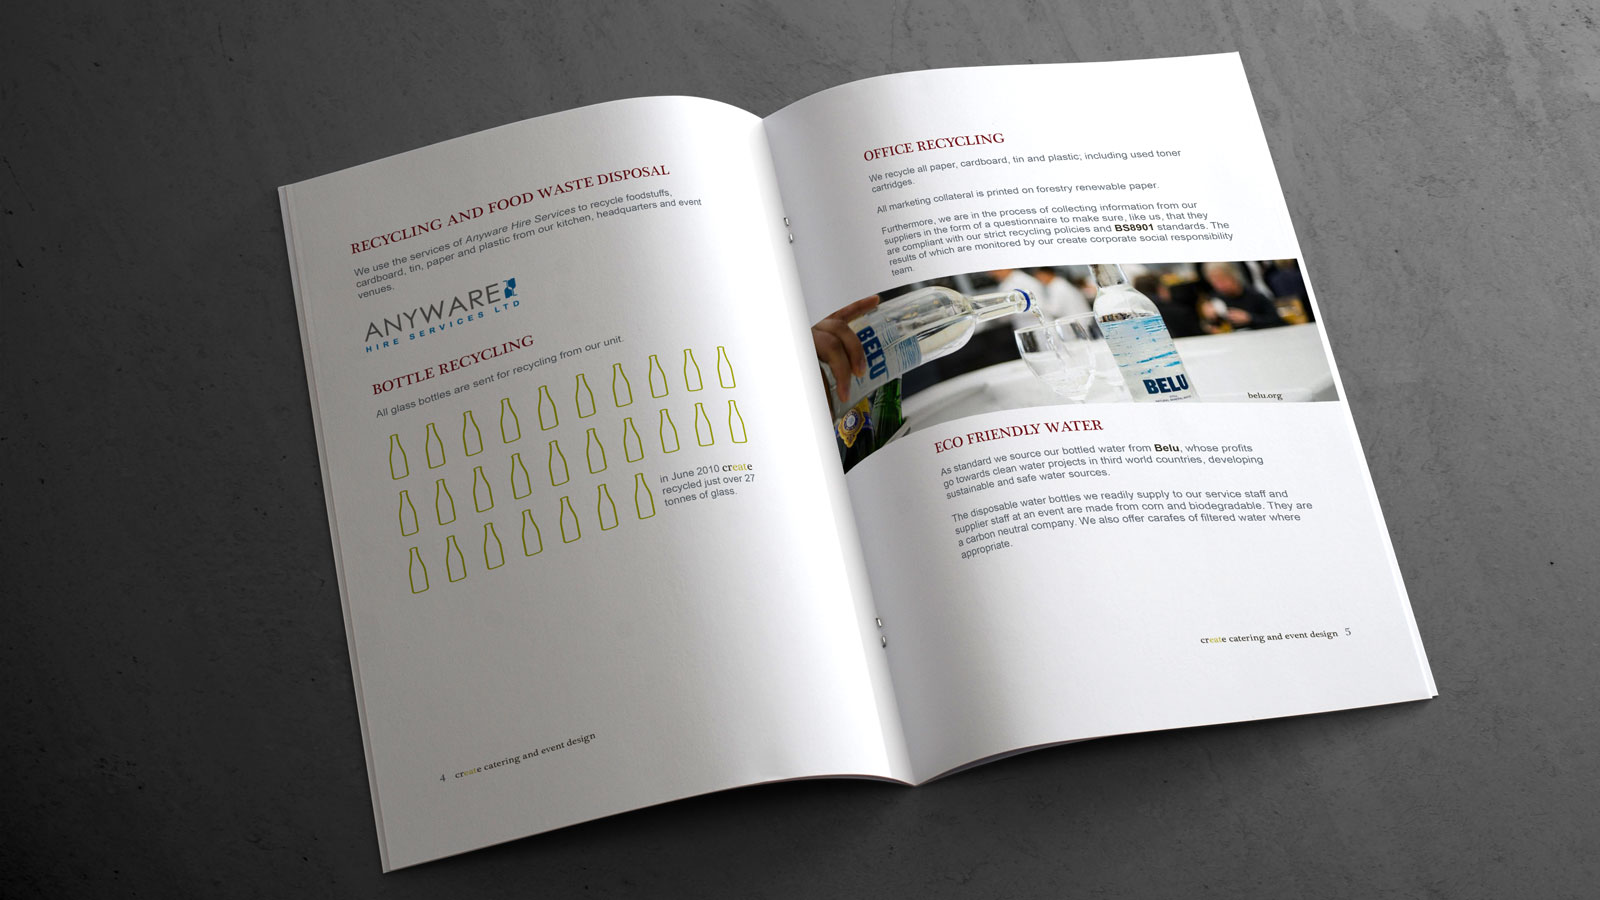 RECYCLING AND FOOD WASTE DISPOSAL
We use the services of Anyware Hire Services to recycle foodstuffs,
cardboard, tin, paper and plastic from our kitchen, headquarters and event
venues.
ANYWARE
HIRE SERVICES LTD
BOTTLE RECYCLING
All glass bottles are sent for recycling from our unit.
in June 2010 create
recycled just over 27
tonnes of glass.
4 create catering and event design
OFFICE RECYCLING
We recycle all paper, cardboard, tin and plastic; including used toner
cartridges.
All marketing collateral is printed on forestry renewable paper.
Furthermore, we are in the process of collecting information from our
suppliers in the form of a questionnaire to make sure, like us, that they
are compliant with our strict recycling policies and BS8901 standards. The
results of which are monitored by our create corporate social responsibility
team.
BELU
BELU
belu.org
ECO FRIENDLY WATER
As standard we source our bottled water from Belu, whose profits
go towards clean water projects in third world countries, developing
sustainable and safe water sources.
The disposable water bottles we readily supply to our service staff and
supplier staff at an event are made from corn and biodegradable. They are
a carbon neutral company. We also offer carafes of filtered water where
appropriate.
create catering and event design 5